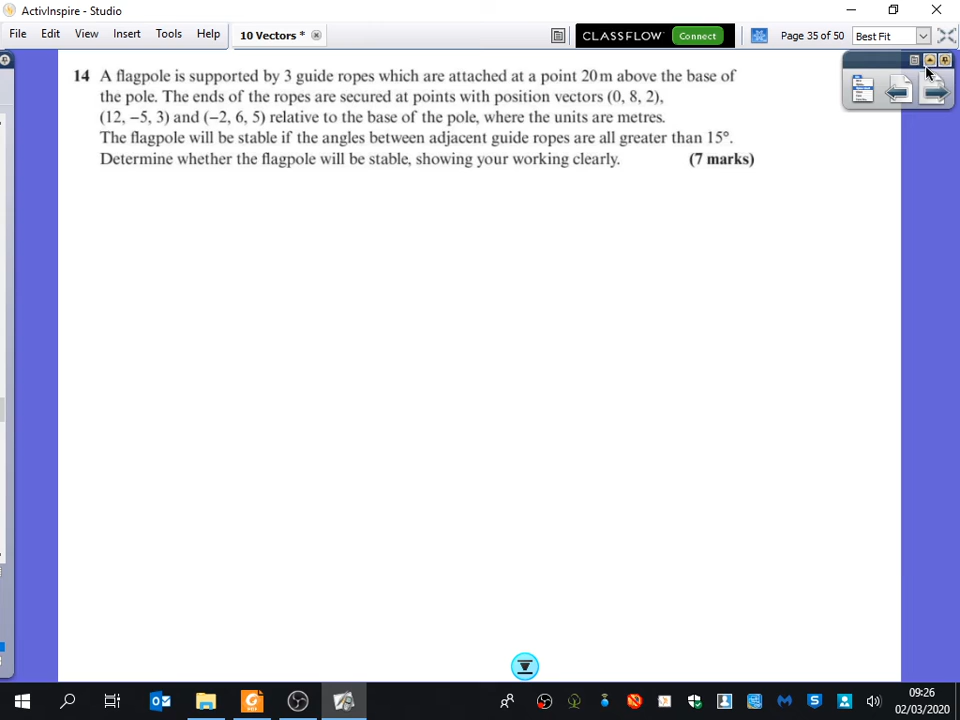 ActivInspire - Studio
File Edit View Insert Tools Help 10 Vectors * CLASSFLOW Connect Page 35 of 50 Best Fit
14 A flagpole is supported by 3 guide ropes which are attached at a point 20 m above the base of
the pole. The ends of the ropes are secured at points with position vectors (0, 8, 2),
(12, −5, 3) and (−2, 6, 5) relative to the base of the pole, where the units are metres.
The flagpole will be stable if the angles between adjacent guide ropes are all greater than 15°.
Determine whether the flagpole will be stable, showing your working clearly. (7 marks)
09:26
02/03/2020